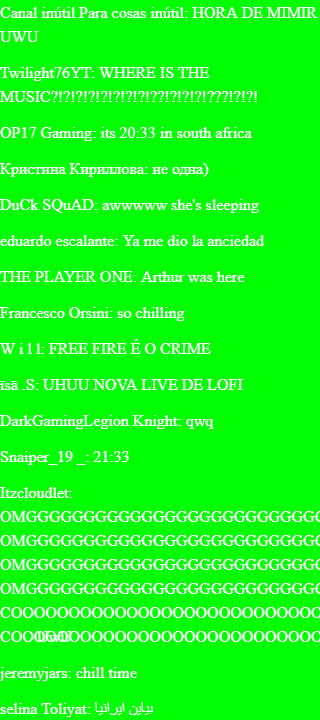 Canal inútil Para cosas inútil: HORA DE MIMIR
UWU
Twilight76YT: WHERE IS THE
MUSIC?!?!?!?!?!?!?!?!??!?!?!?!??!?!?!
OP17 Gaming: its 20:33 in south africa
Кристина Кириллова: не одна)
DuCk SQuAD: awwwww she's sleeping
eduardo escalante: Ya me dio la anciedad
THE PLAYER ONE: Arthur was here
Francesco Orsini: so chilling
W i l l: FREE FIRE É O CRIME
ïsä .S: UHUU NOVA LIVE DE LOFI
DarkGamingLegion Knight: qwq
Snaiper_19 _: 21:33
Itzcloudlet:
OMGGGGGGGGGGGGGGGGGGGGGGGGGG
OMGGGGGGGGGGGGGGGGGGGGGGGGGG
OMGGGGGGGGGGGGGGGGGGGGGGGGGG
OMGGGGGGGGGGGGGGGGGGGGGGGGGG
COOOOOOOOOOOOOOOOOOOOOOOOOO
jeremyjars: chill time
selina Toliyat: بیاین ایرانیا